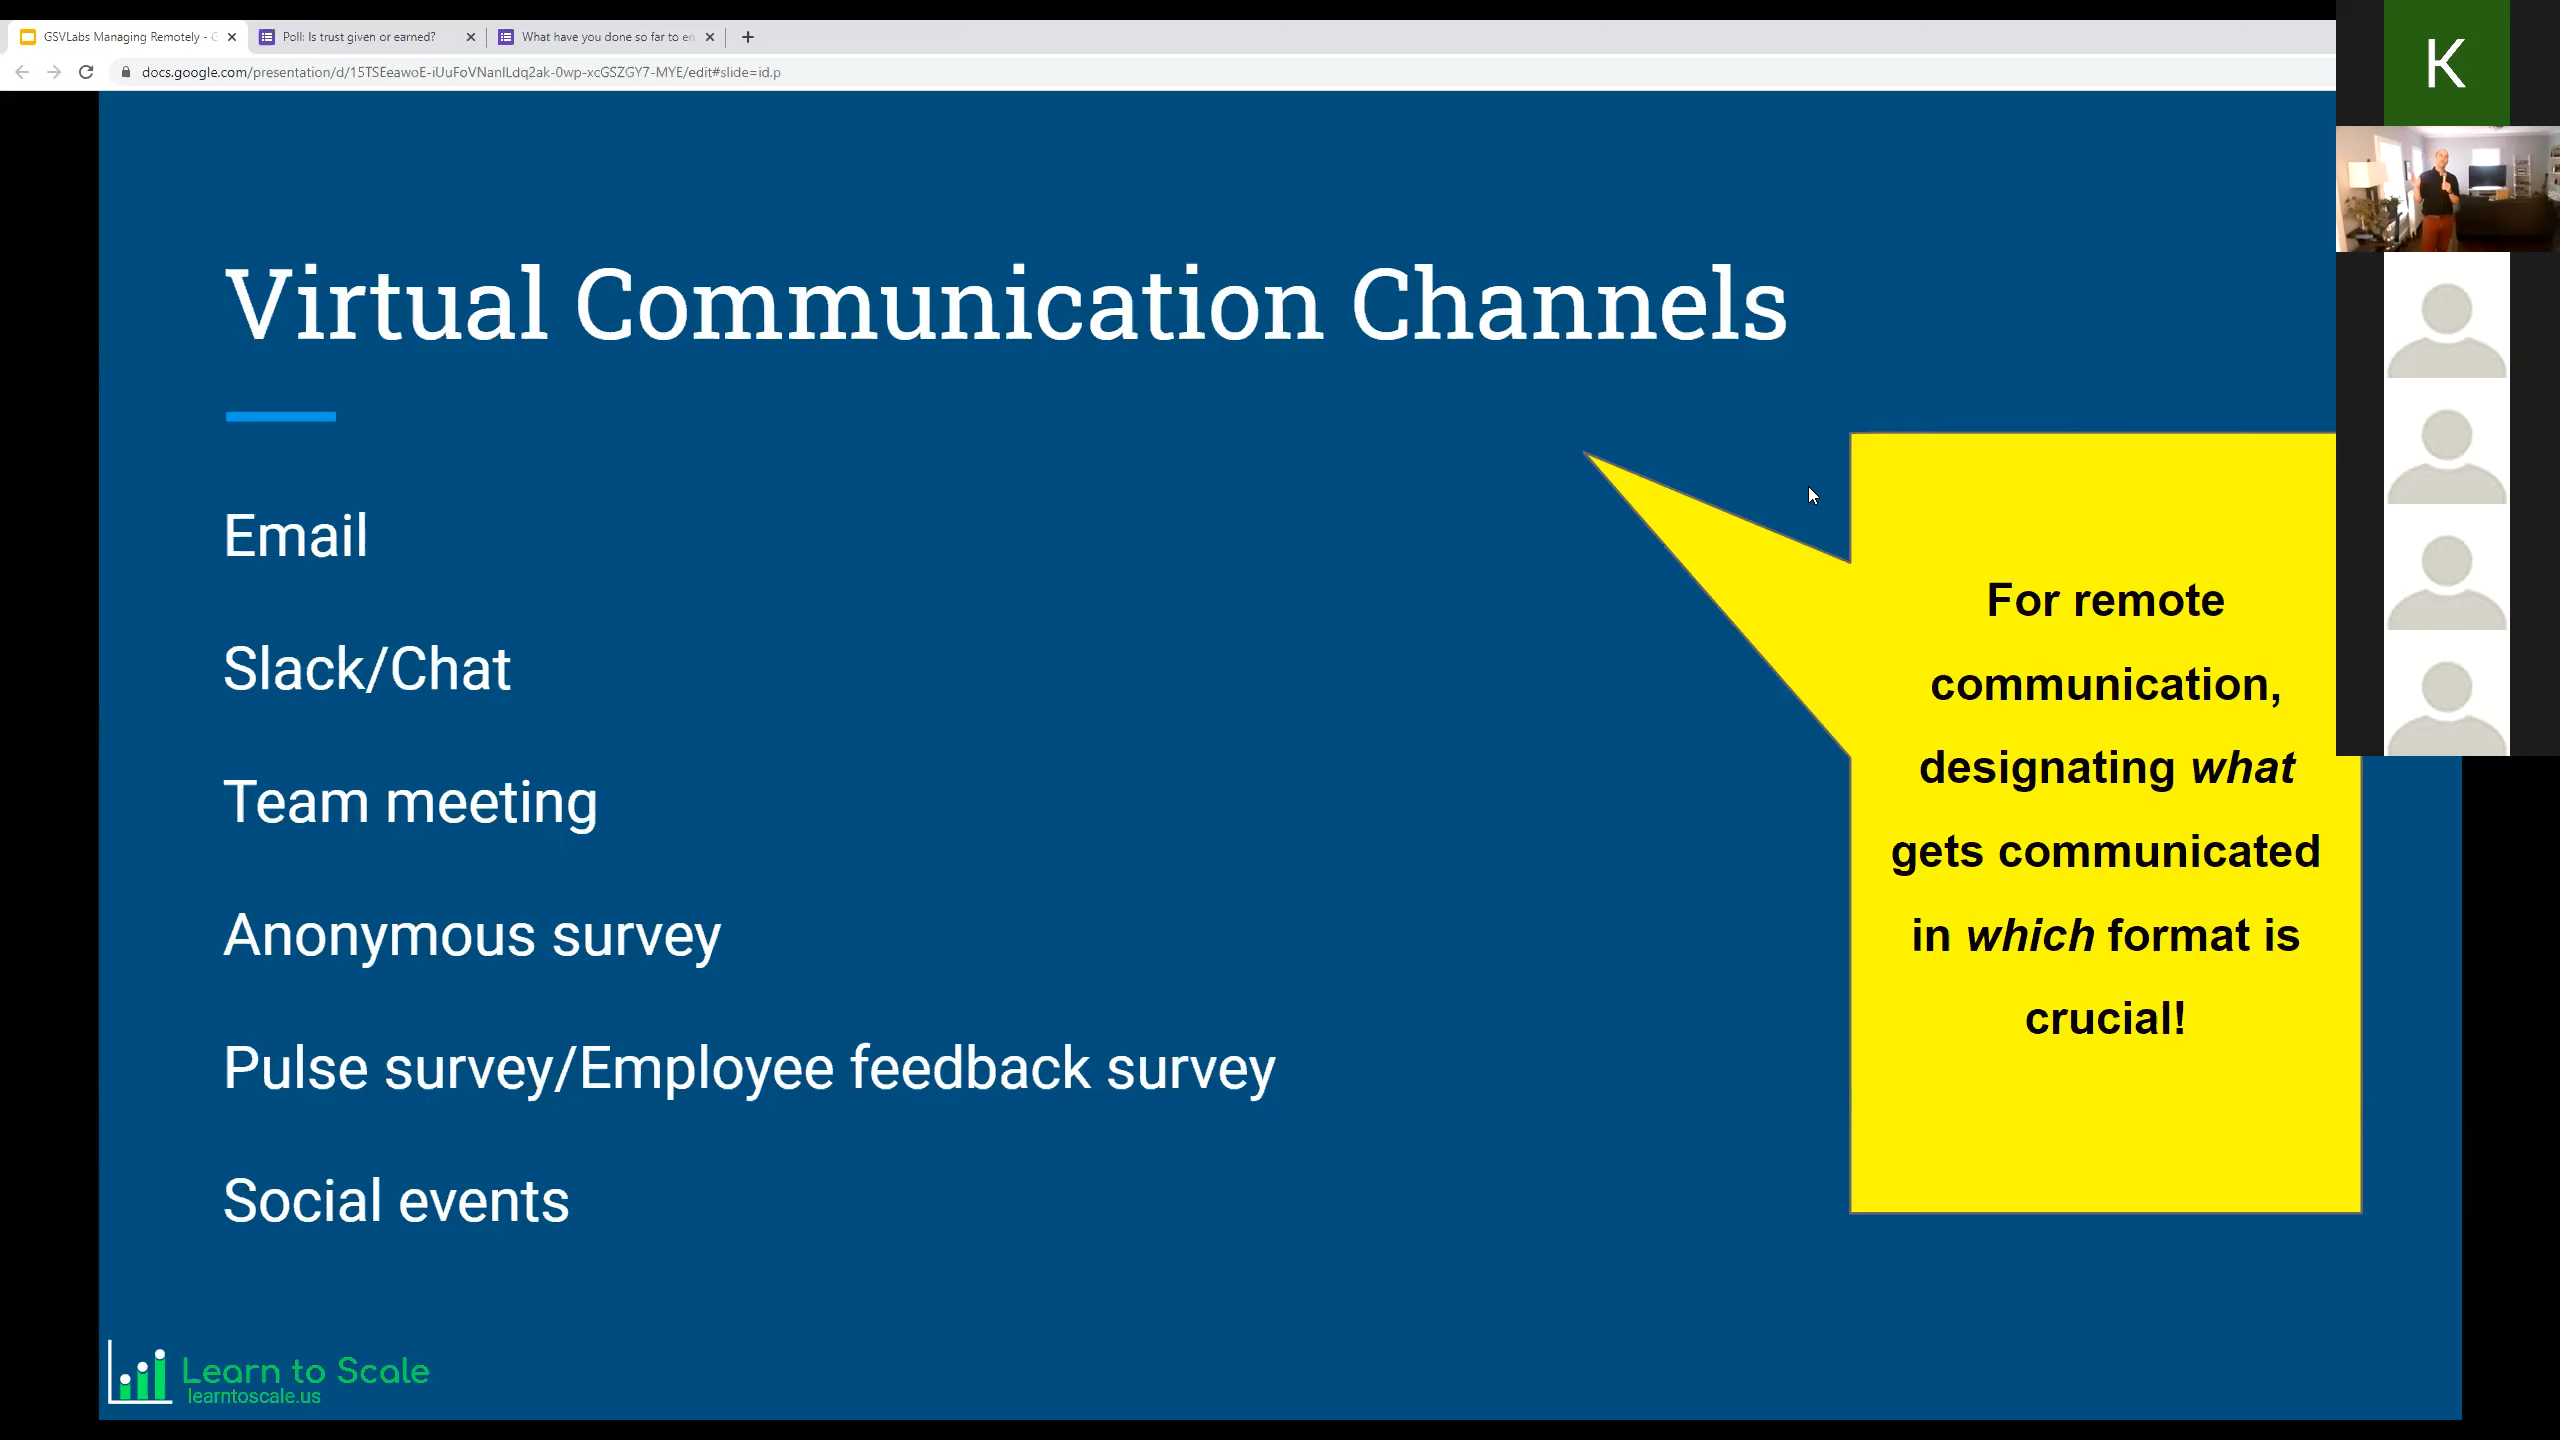 GSVLabs Managing Remotely - G
Poll: Is trust given or earned?
What have you done so far to en
docs.google.com/presentation/d/15TSEeawoE-iUuFoVNanILdq2ak-0wp-xcGSZGY7-MYE/edit#slide=id.p
K
Virtual Communication Channels
Email
Slack/Chat
Team meeting
Anonymous survey
Pulse survey/Employee feedback survey
Social events
For remote
communication,
designating what
gets communicated
in which format is
crucial!
Learn to Scale
learntoscale.us